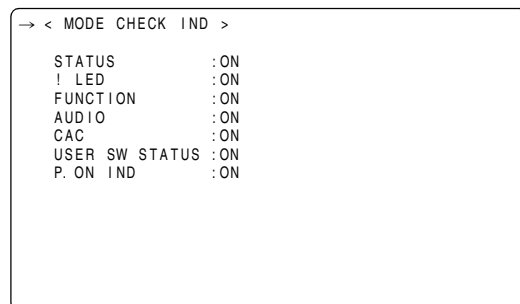 → < MODE CHECK IND >
STATUS :ON
! LED :ON
FUNCTION :ON
AUDIO :ON
CAC :ON
USER SW STATUS :ON
P. ON IND :ON